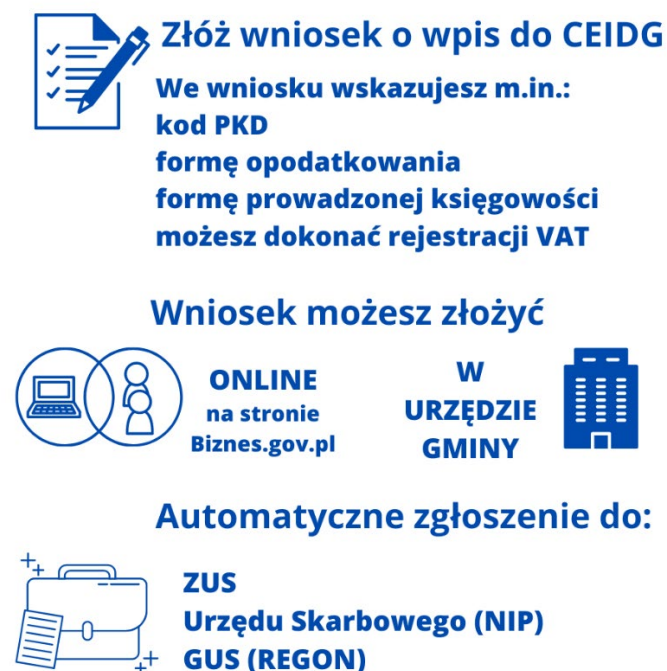 Złóż wniosek o wpis do CEIDG
We wniosku wskazujesz m.in.:
kod PKD
formę opodatkowania
formę prowadzonej księgowości
możesz dokonać rejestracji VAT
Wniosek możesz złożyć
ONLINE
na stronie
Biznes.gov.pl
W
URZĘDZIE
GMINY
Automatyczne zgłoszenie do:
ZUS
Urzędu Skarbowego (NIP)
GUS (REGON)